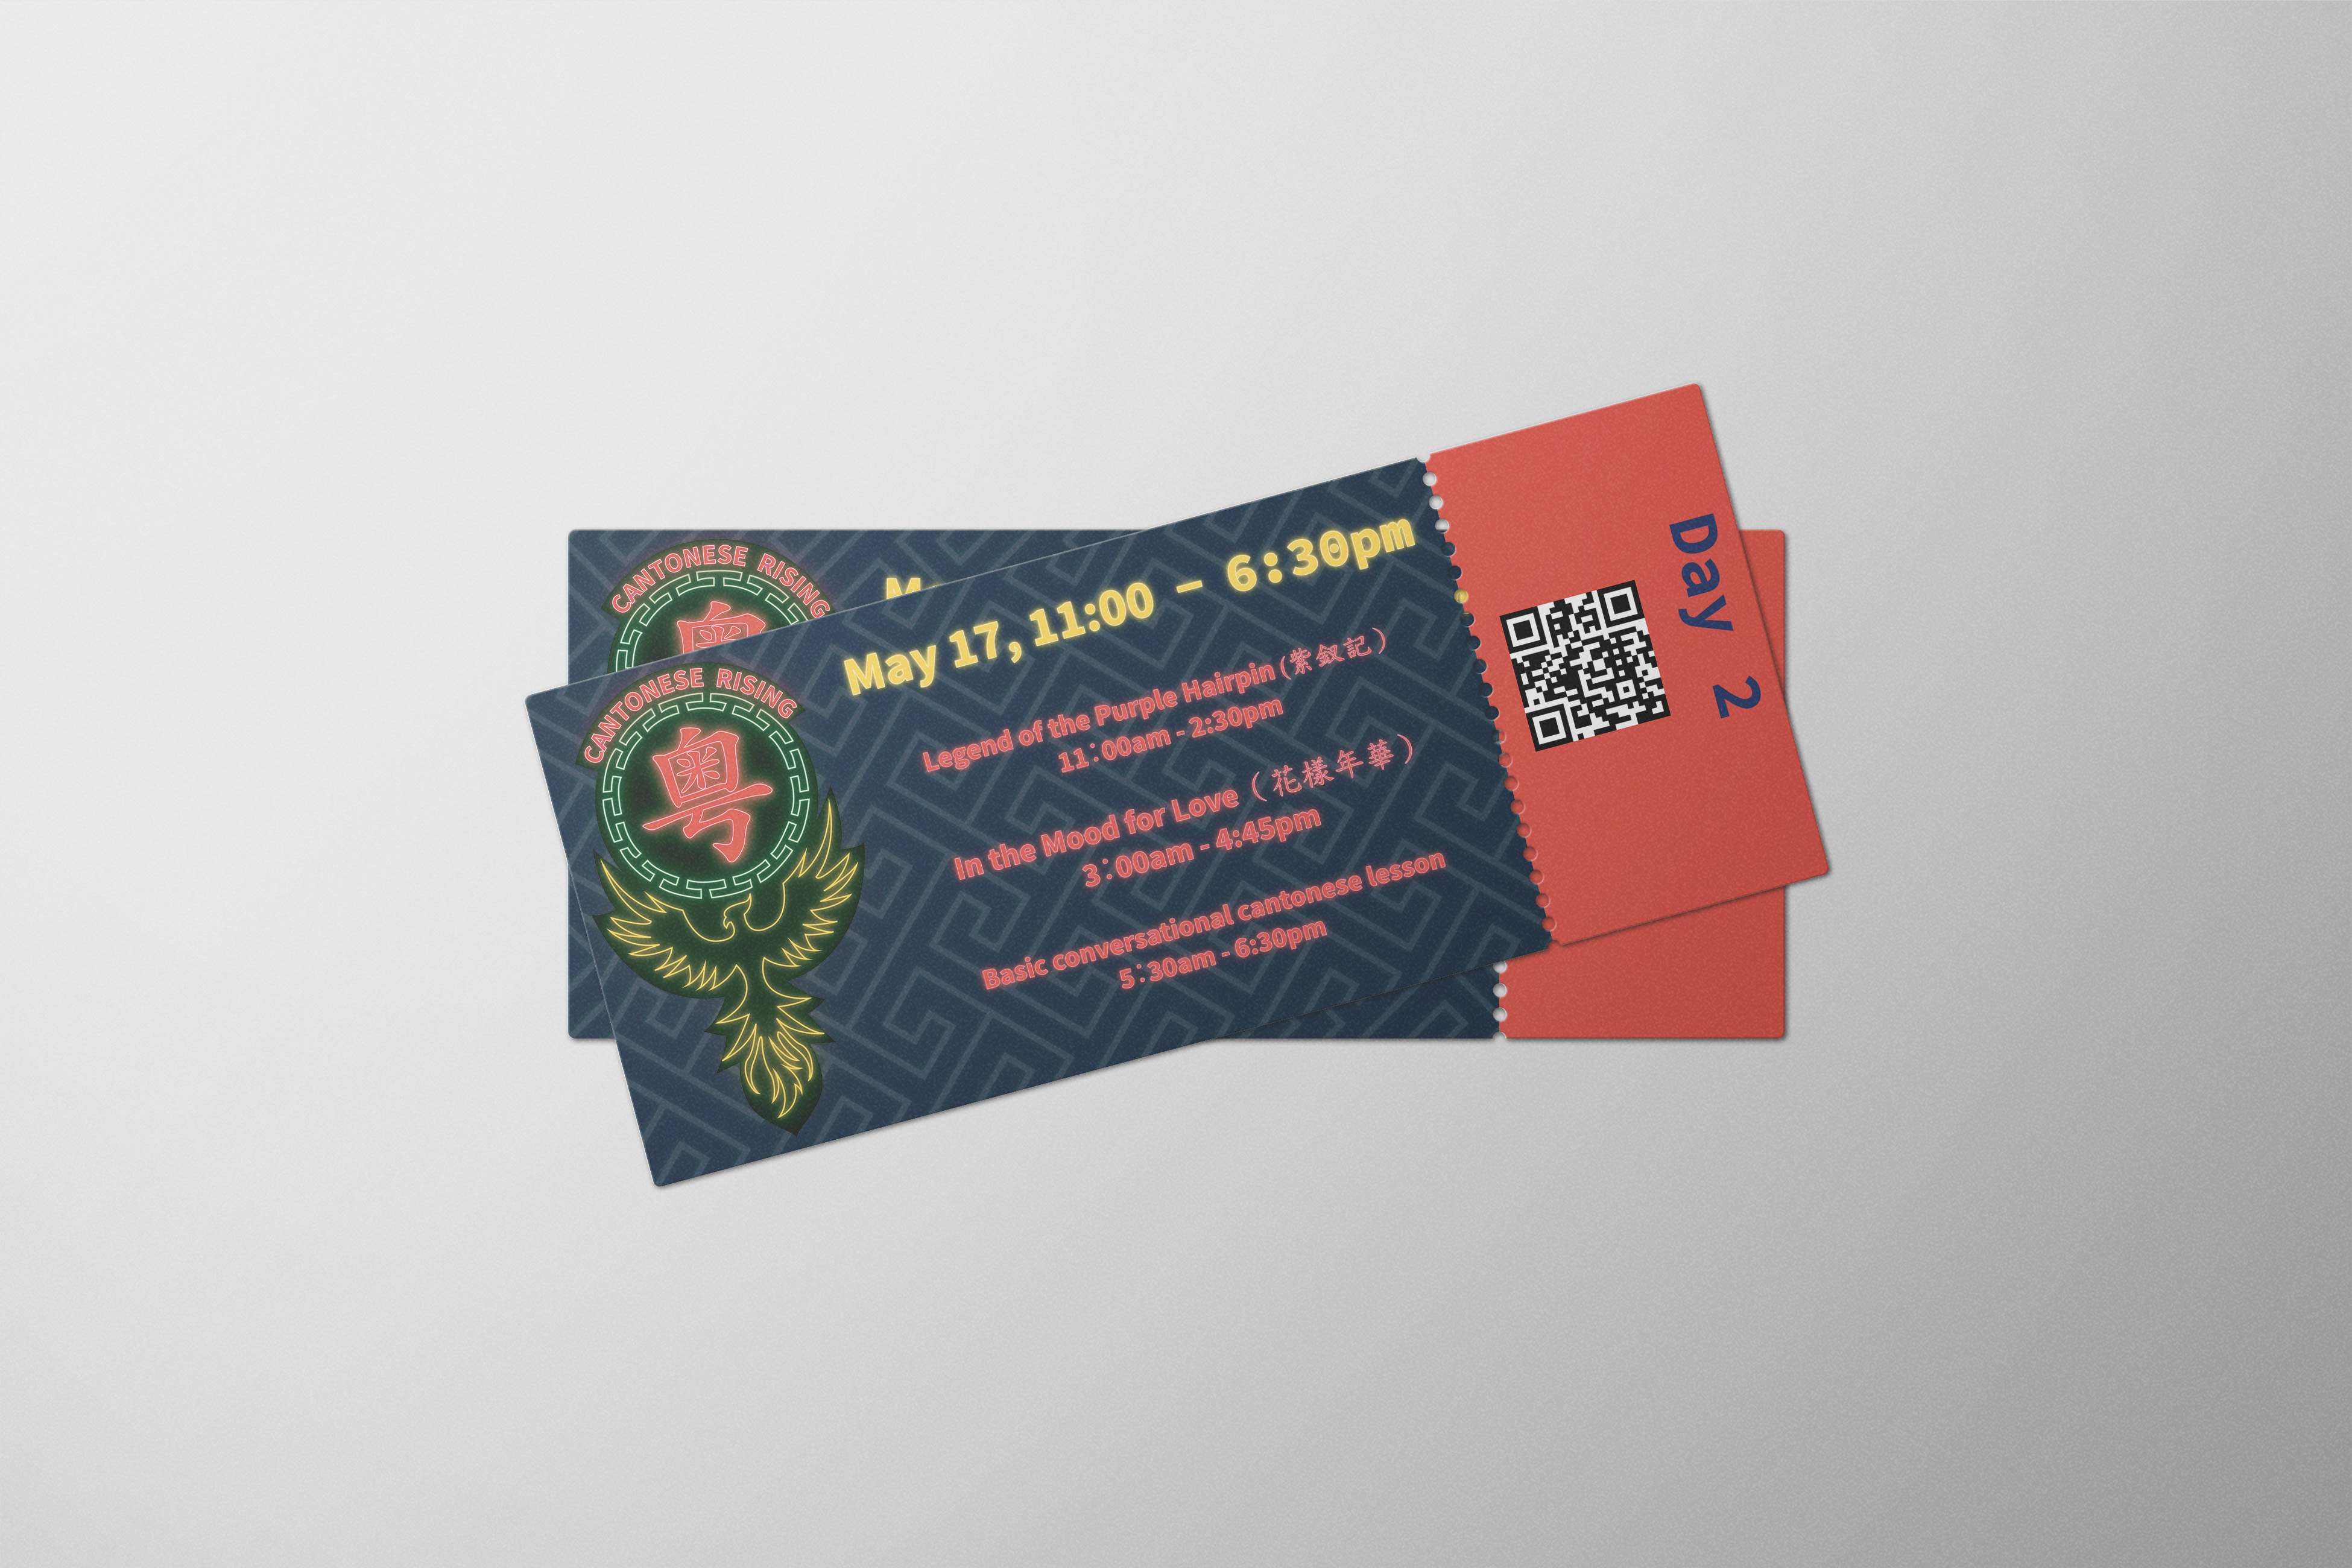 CANTONESE RISING
粤
M
CANTONESE RISING
粤
May 17, 11:00 - 6:30pm
Legend of the Purple Hairpin (紫釵記)
11:00am - 2:30pm
In the Mood for Love (花樣年華)
3:00am - 4:45pm
Basic conversational cantonese lesson
5:30am - 6:30pm
Day 2